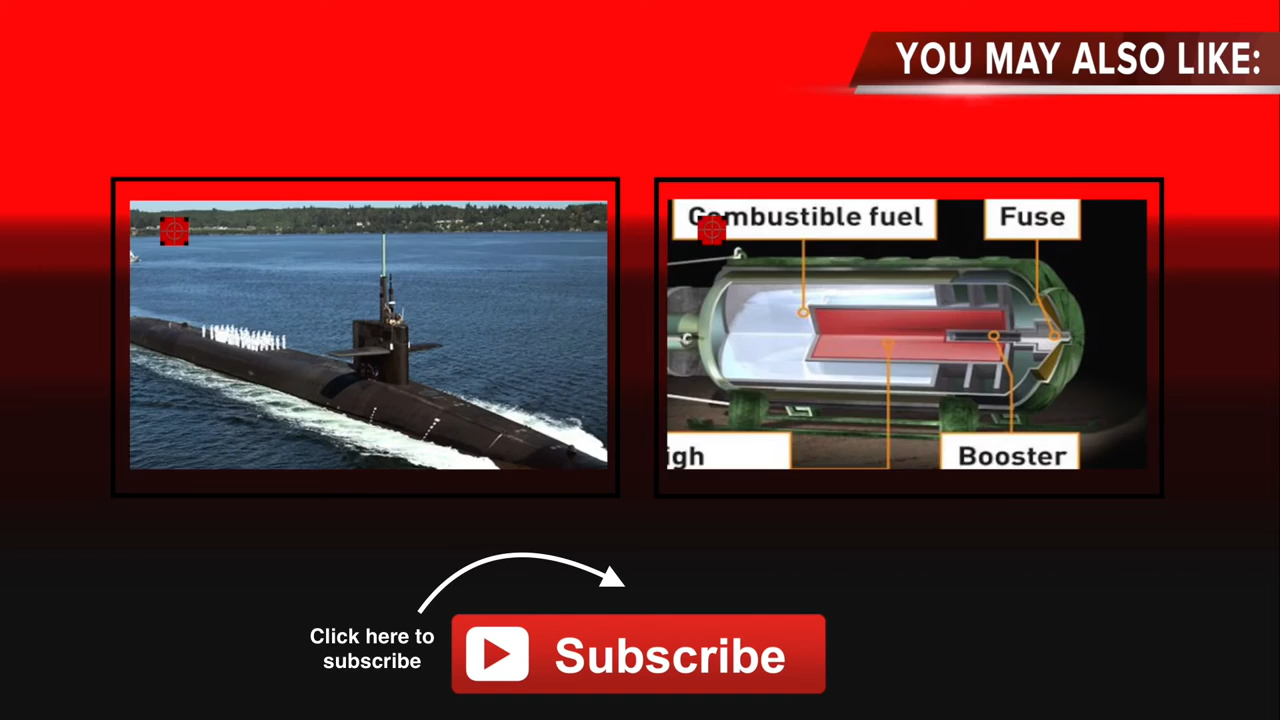 YOU MAY ALSO LIKE:
Combustible fuel
Fuse
igh
Booster
Click here to
subscribe
Subscribe